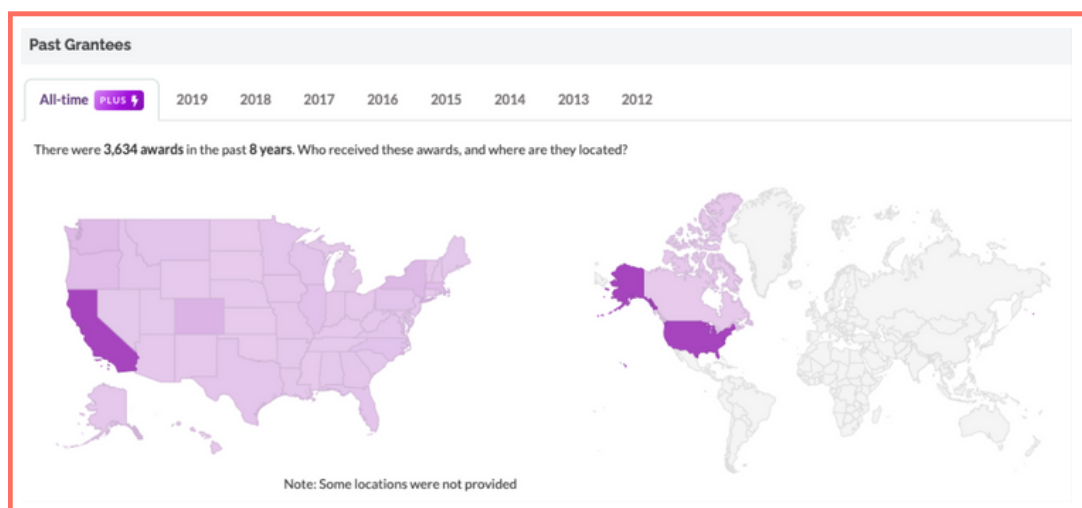 Past Grantees
All-time PLUS 2019 2018 2017 2016 2015 2014 2013 2012
There were 3,634 awards in the past 8 years. Who received these awards, and where are they located?
Note: Some locations were not provided